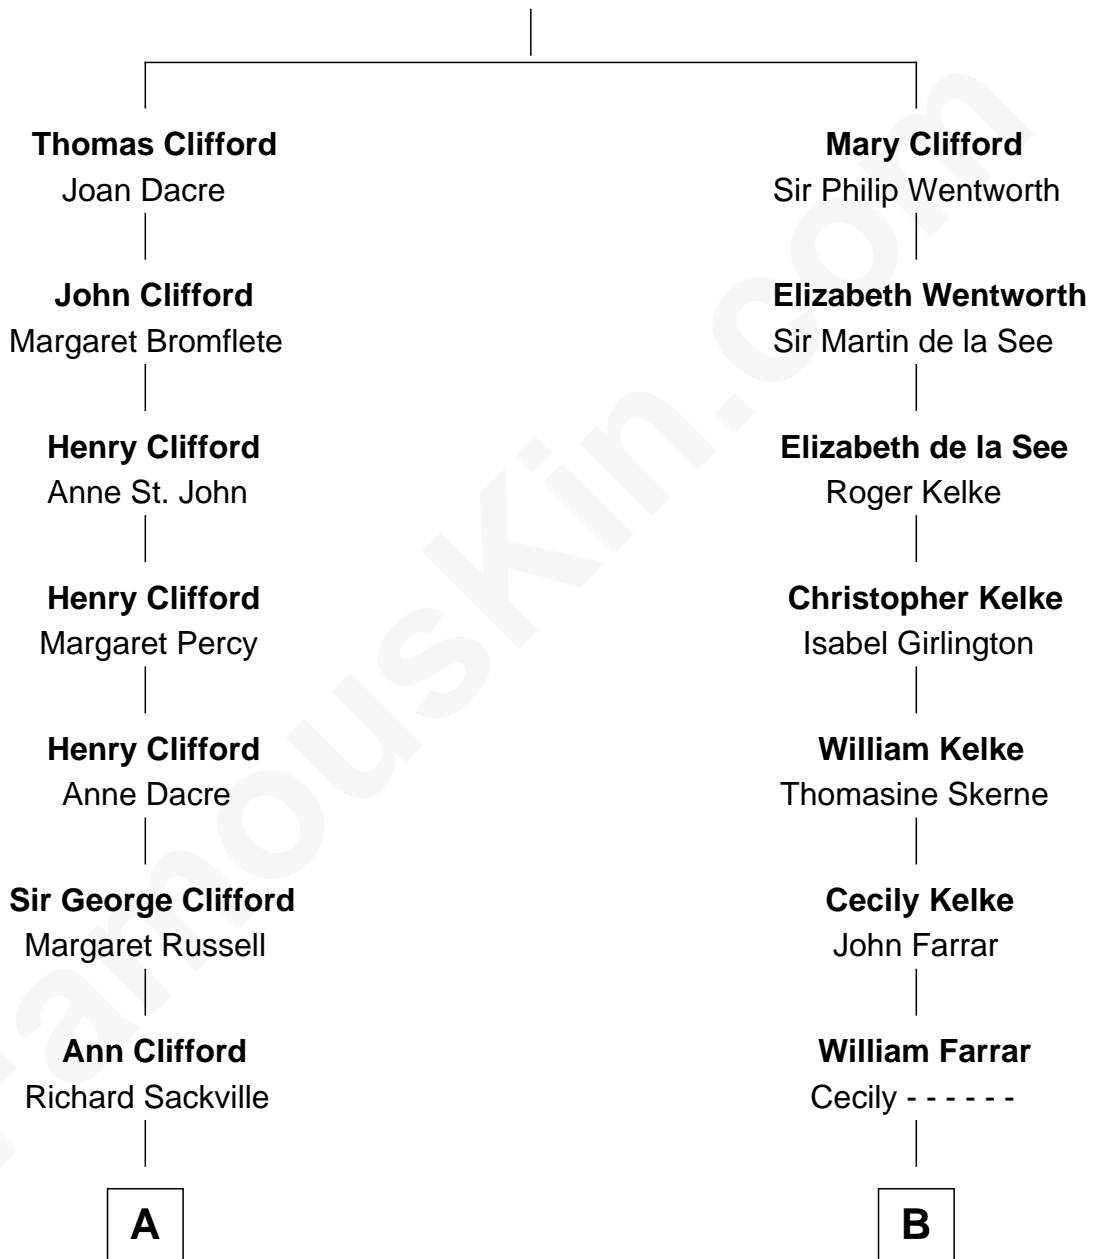 Thomas Clifford
Joan Dacre
John Clifford
Margaret Bromflete
Henry Clifford
Anne St. John
Henry Clifford
Margaret Percy
Henry Clifford
Anne Dacre
Sir George Clifford
Margaret Russell
Ann Clifford
Richard Sackville
A
Mary Clifford
Sir Philip Wentworth
Elizabeth Wentworth
Sir Martin de la See
Elizabeth de la See
Roger Kelke
Christopher Kelke
Isabel Girlington
William Kelke
Thomasine Skerne
Cecily Kelke
John Farrar
William Farrar
Cecily - - - - - -
B
FamousKin.com